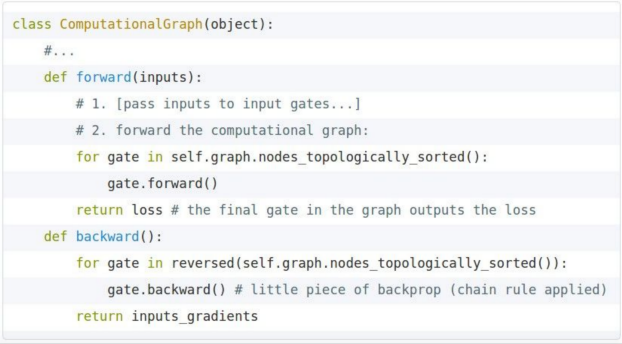 class ComputationalGraph(object):
    #...
    def forward(inputs):
        # 1. [pass inputs to input gates...]
        # 2. forward the computational graph:
        for gate in self.graph.nodes_topologically_sorted():
            gate.forward()
        return loss # the final gate in the graph outputs the loss
    def backward():
        for gate in reversed(self.graph.nodes_topologically_sorted()):
            gate.backward() # little piece of backprop (chain rule applied)
        return inputs_gradients